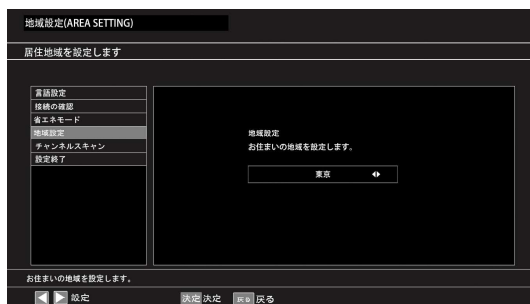 地域設定(AREA SETTING)
居住地域を設定します
言語設定
接続の確認
省エネモード
地域設定
チャンネルスキャン
設定終了
地域設定
お住まいの地域を設定します。
東京
お住まいの地域を設定します。
設定 決定 決定 戻る 戻る